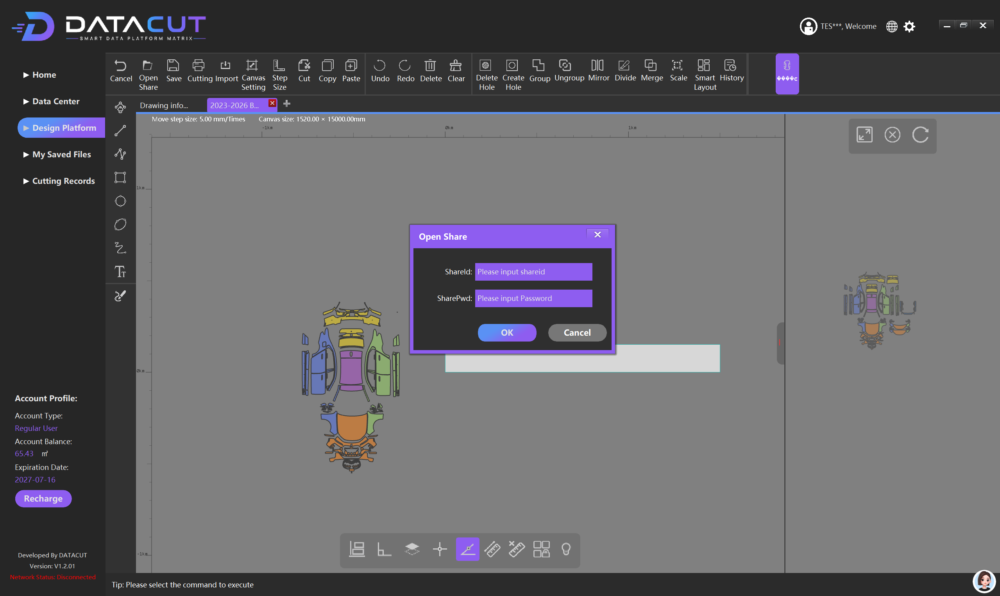 DATACUT
SMART DATA PLATFORM MATRIX
TES***, Welcome
Home
Data Center
Design Platform
My Saved Files
Cutting Records
Cancel
Open Share
Save
Cutting
Import
Canvas Setting
Step Size
Cut
Copy
Paste
Undo
Redo
Delete
Clear
Delete Hole
Create Hole
Group
Ungroup
Mirror
Divide
Merge
Scale
Smart Layout
History
Drawing info...
2023-2026 B...
Move step size: 5.00 mm/Times
Canvas size: 1520.00 × 15000.00mm
-1km
0km
1km
1km
0km
-1km
Open Share
ShareId:
Please input shareid
SharePwd:
Please input Password
OK
Cancel
Account Profile:
Account Type:
Regular User
Account Balance:
65.43 ㎡
Expiration Date:
2027-07-16
Recharge
Developed By DATACUT
Version: V1.2.01
Network Status: Disconnected
Tip: Please select the command to execute